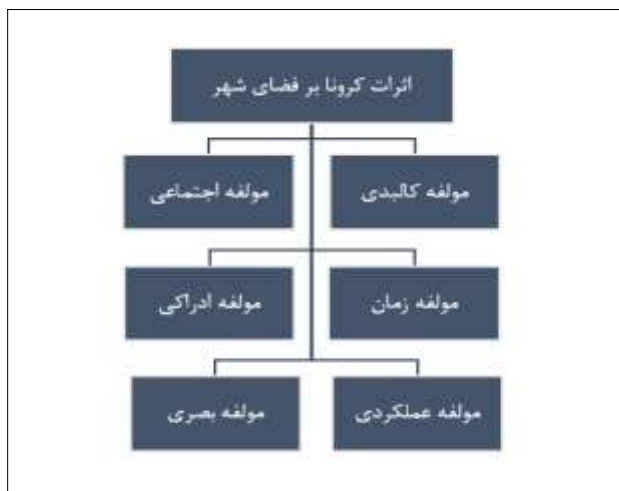 اثرات کرونا بر فضای شهر
مولفه کالبدی
مولفه اجتماعی
مولفه زمان
مولفه ادراکی
مولفه عملکردی
مولفه بصری